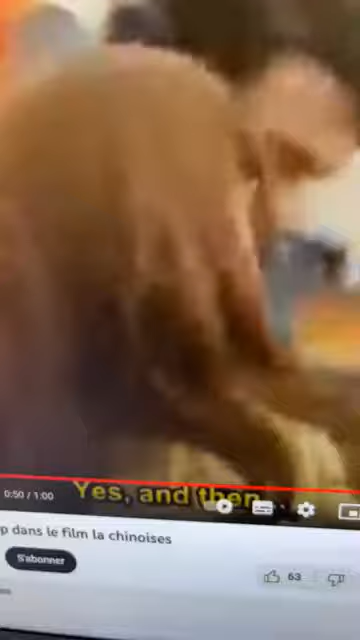 0:50 / 1:00
Yes, and then
p dans le film la chinoises
S'abonner
63